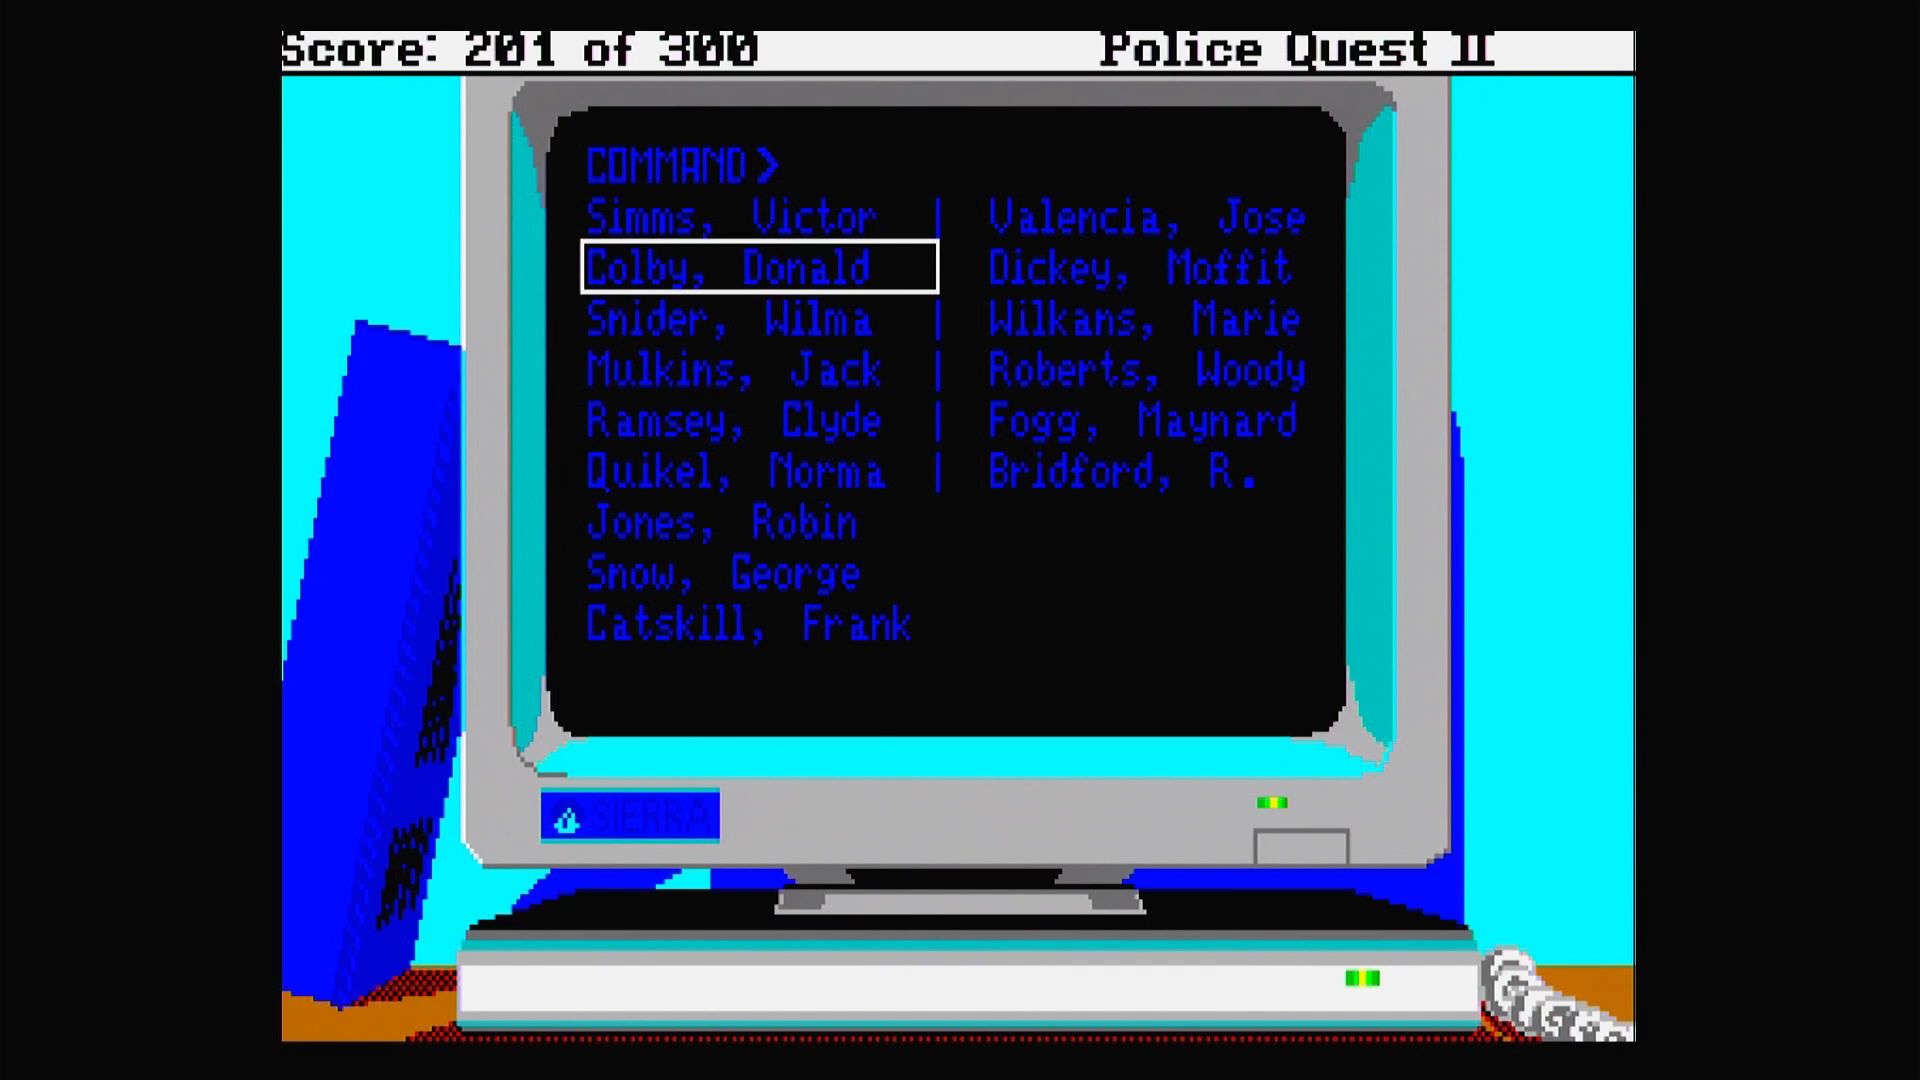 Score: 201 of 300 Police Quest II
COMMAND>
Simms, Victor | Valencia, Jose
Colby, Donald Dickey, Moffit
Snider, Wilma | Wilkans, Marie
Mulkins, Jack | Roberts, Woody
Ramsey, Clyde | Fogg, Maynard
Quikel, Norma | Bridford, R.
Jones, Robin
Snow, George
Catskill, Frank
SIERRA